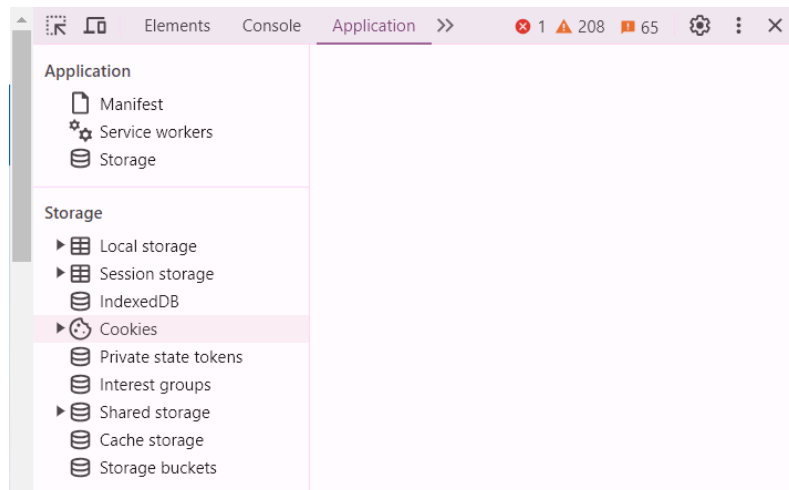 Elements Console Application 1 208 65
Application
Manifest
Service workers
Storage
Storage
Local storage
Session storage
IndexedDB
Cookies
Private state tokens
Interest groups
Shared storage
Cache storage
Storage buckets